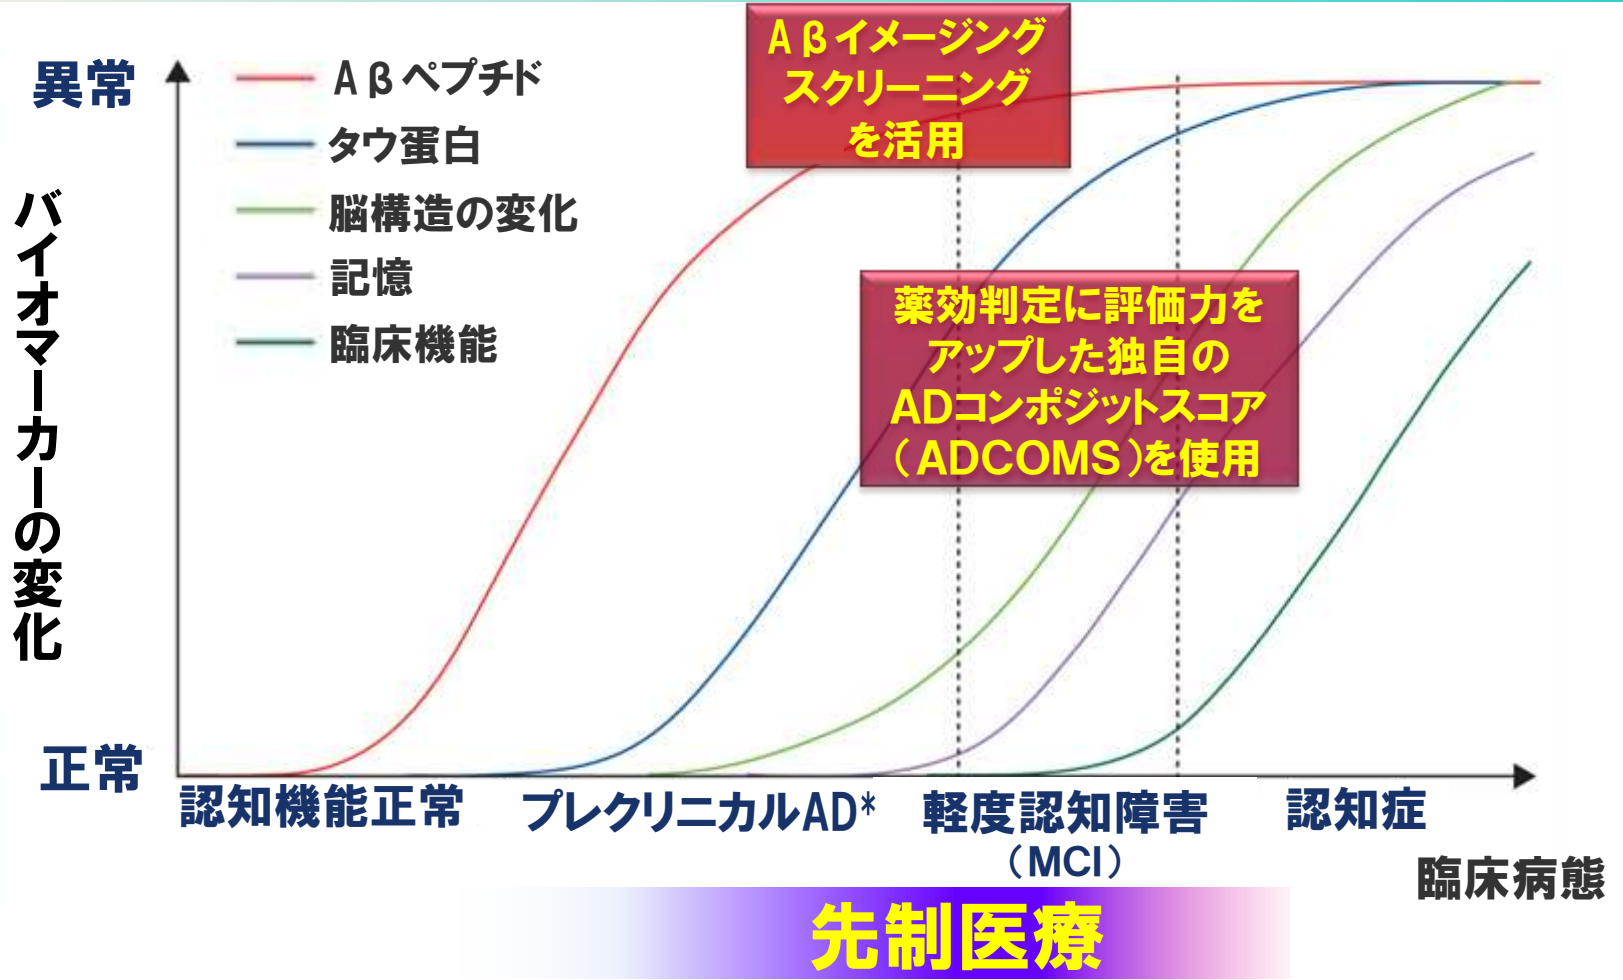 Aβイメージング
スクリーニング
を活用
異常
Aβペプチド
タウ蛋白
脳構造の変化
記憶
臨床機能
バイオマーカーの変化
薬効判定に評価力を
アップした独自の
ADコンポジットスコア
(ADCOMS)を使用
正常
認知機能正常
プレクリニカルAD*
軽度認知障害
(MCI)
認知症
臨床病態
先制医療